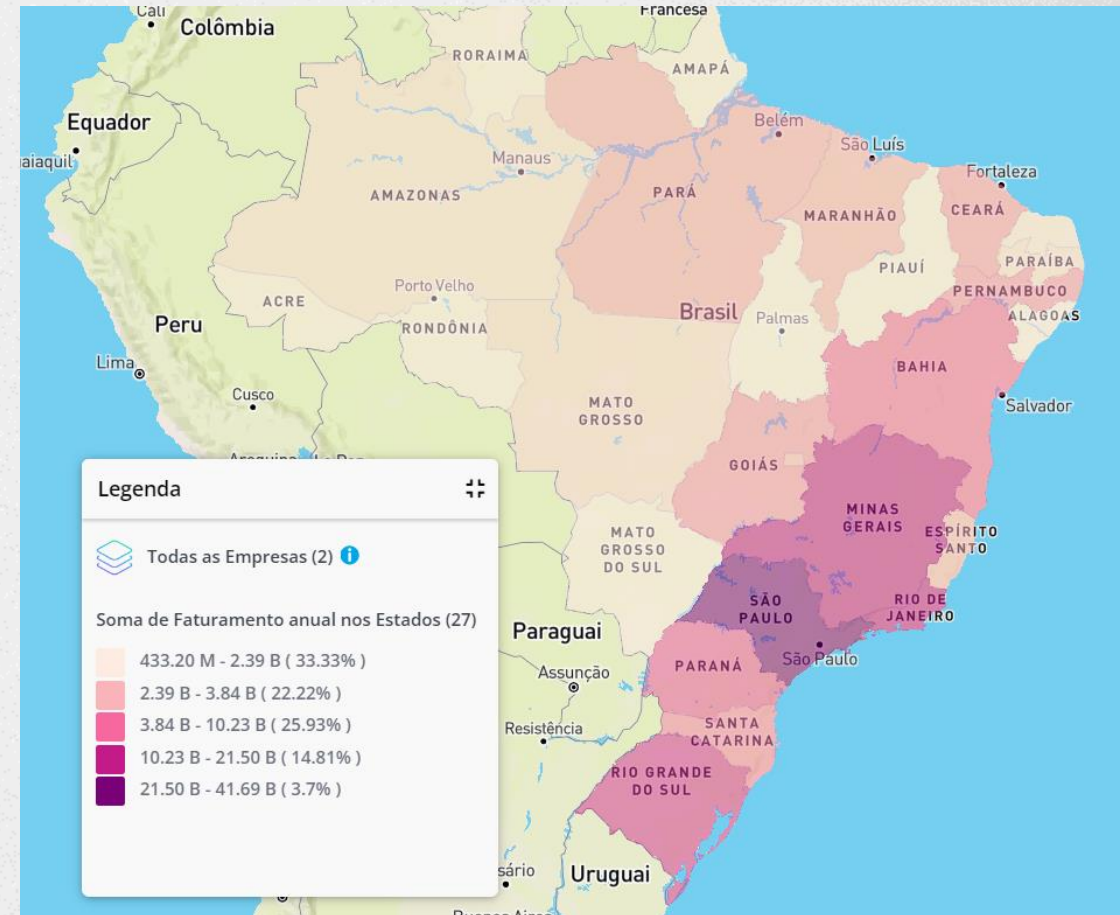 Cali
Colômbia
Francesa
RORAIMA
AMAPÁ
Equador
Belém
aiaquil
São Luís
Manaus
Fortaleza
AMAZONAS
PARÁ
MARANHÃO
CEARÁ
PIAUÍ
PARAÍBA
Porto Velho
PERNAMBUCO
ACRE
Brasil
Palmas
ALAGOAS
Peru
RONDÔNIA
Lima
BAHIA
Cusco
MATO
GROSSO
Salvador
GOIÁS
Legenda
MINAS
GERAIS
ESPÍRITO
SANTO
MATO
GROSSO
DO SUL
Todas as Empresas (2)
SÃO
PAULO
RIO DE
JANEIRO
Soma de Faturamento anual nos Estados (27)
Paraguai
São Paulo
433.20 M - 2.39 B ( 33.33% )
PARANÁ
Assunção
2.39 B - 3.84 B ( 22.22% )
3.84 B - 10.23 B ( 25.93% )
Resistência
SANTA
CATARINA
10.23 B - 21.50 B ( 14.81% )
RIO GRANDE
DO SUL
21.50 B - 41.69 B ( 3.7% )
sário
Uruguai